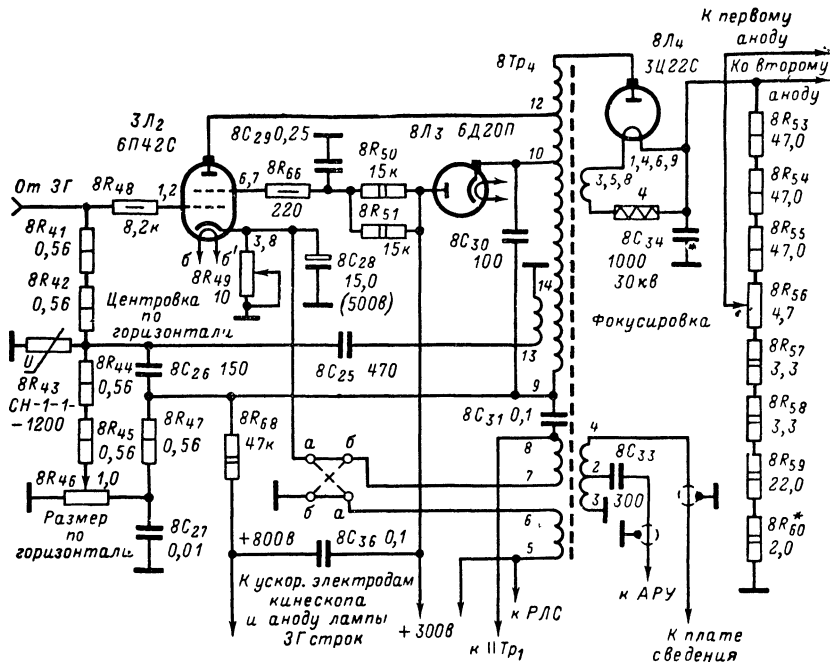 К первому
аноду
8Л4
3Ц22С
Ко второму
аноду
8Тр4
12
3Л2
6П42С
8С29 0,25
8Л3 6Д20П
8R53
47,0
8R50
15к
10
1, 4, 6, 9
От ЗГ
8R48
1,2
6,7
8R66
3, 5, 8
8R54
47,0
8,2к
220
8R51
15к
4
8R41
0,56
8С30
100
8С34
1000
30кв
8R55
47,0
б б'
3,8
8R49
10
8С28
15,0
(500в)
8R42
0,56
Центровка
по
горизонтали
14
8R56
4,7
Фокусировка
13
U
8R43
СН-1-1-
-1200
8R44
0,56
8С26 150
8С25 470
8R57
3,3
9
8С31 0,1
8R45
0,56
8R47
0,56
8R68
47к
8R58
3,3
а б
8
7
4
8С33
2
300
3
8R46
1,0
б а
8R59
22,0
Размер
по
горизонтали
8С27
0,01
+800в
8С36 0,1
6
5
8R60*
2,0
К ускор. электродам
кинескопа
и аноду лампы
ЗГ строк
+300в
к РЛС
к IIТр1
к АРУ
К плате
сведения